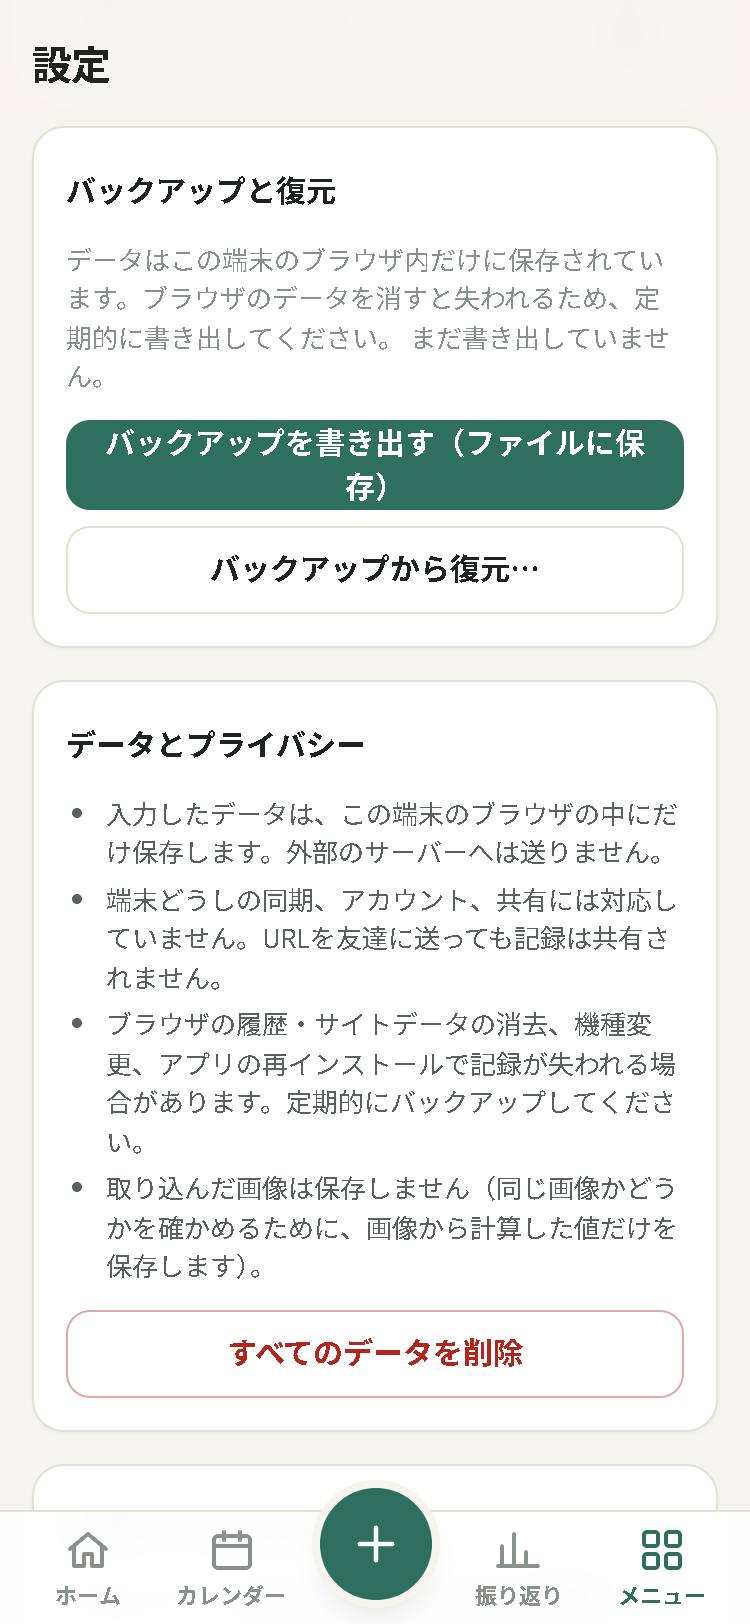 設定
バックアップと復元
データはこの端末のブラウザ内だけに保存されてい
ます。ブラウザのデータを消すと失われるため、定
期的に書き出してください。 まだ書き出していませ
ん。
バックアップを書き出す（ファイルに保
存）
バックアップから復元…
データとプライバシー
• 入力したデータは、この端末のブラウザの中にだ
け保存します。外部のサーバーへは送りません。
• 端末どうしの同期、アカウント、共有には対応し
ていません。URLを友達に送っても記録は共有さ
れません。
• ブラウザの履歴・サイトデータの消去、機種変
更、アプリの再インストールで記録が失われる場
合があります。定期的にバックアップしてくださ
い。
• 取り込んだ画像は保存しません（同じ画像かどう
かを確かめるために、画像から計算した値だけを
保存します）。
すべてのデータを削除
ホーム
カレンダー
振り返り
メニュー